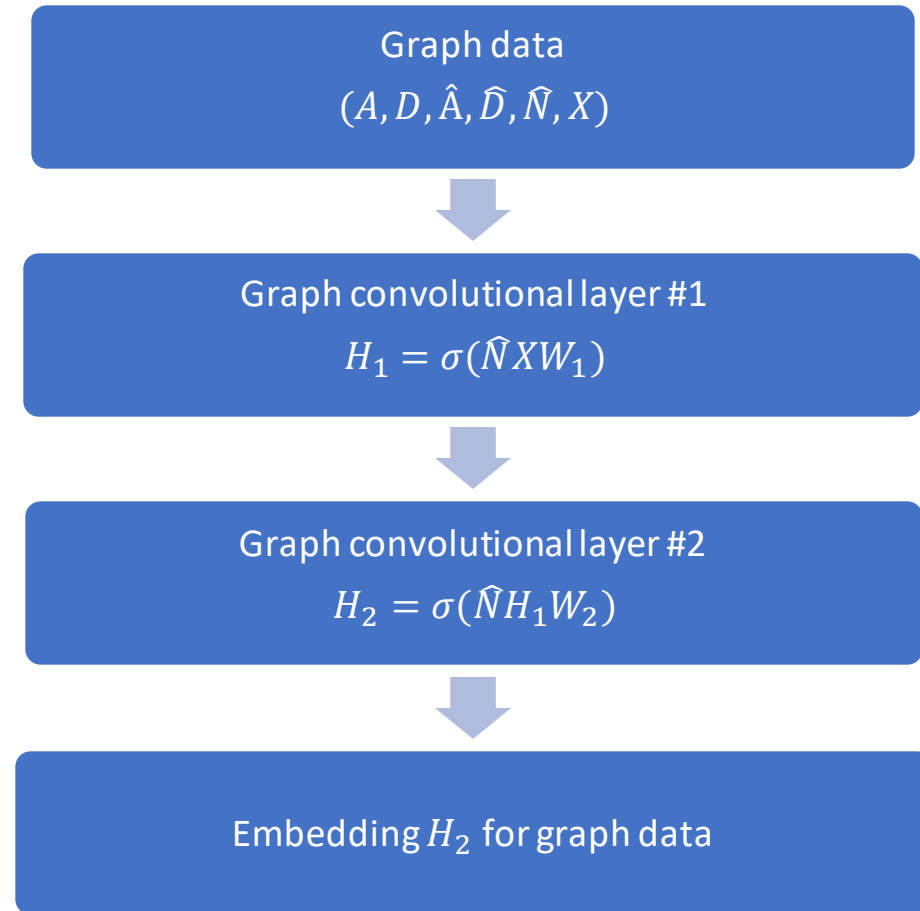 Graph data
(A, D, Â, D̂, N̂, X)
Graph convolutional layer #1
H₁ = σ(N̂XW₁)
Graph convolutional layer #2
H₂ = σ(N̂H₁W₂)
Embedding H₂ for graph data